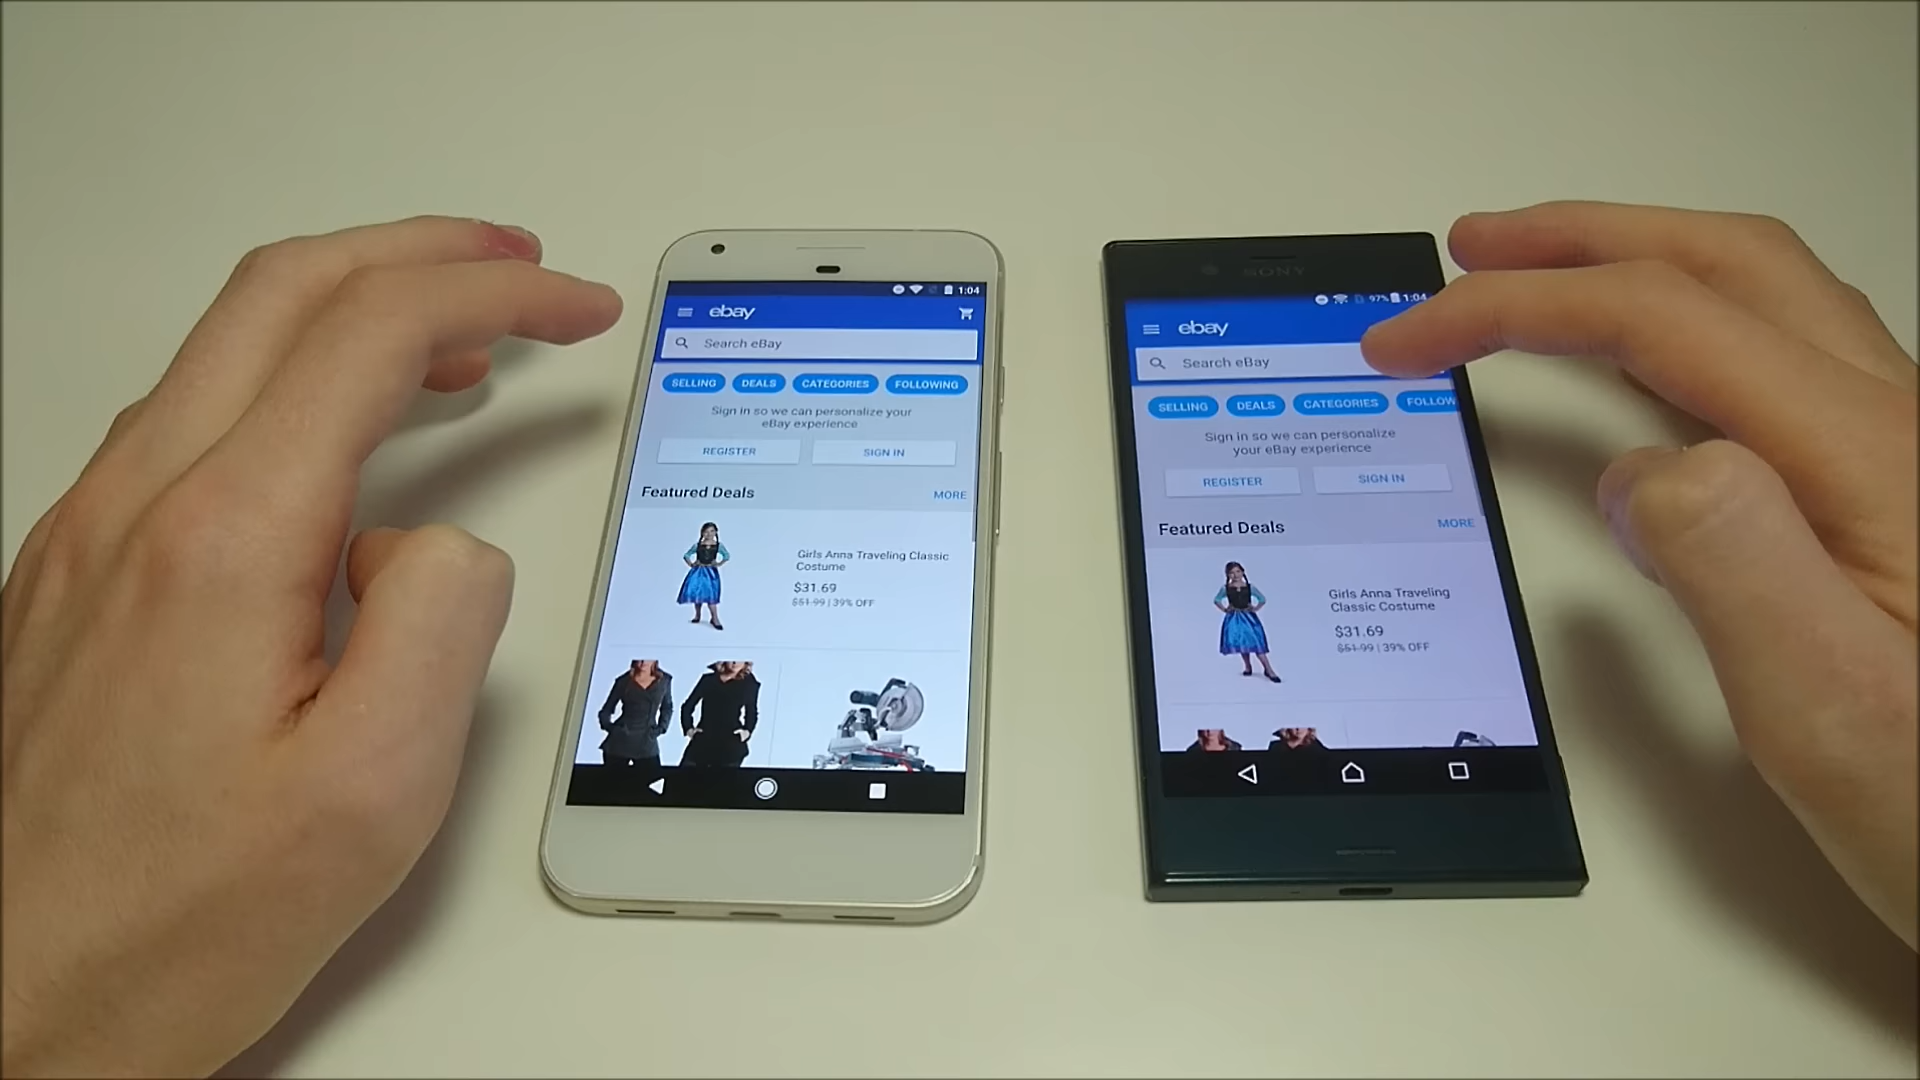 1:04
ebay
Search eBay
SELLING DEALS CATEGORIES FOLLOWING
Sign in so we can personalize your
eBay experience
REGISTER SIGN IN
Featured Deals MORE
Girls Anna Traveling Classic
Costume
$31.69
$51.99 | 39% OFF
SONY
97% 1:04
ebay
Search eBay
SELLING DEALS CATEGORIES FOLLOW
Sign in so we can personalize
your eBay experience
REGISTER SIGN IN
Featured Deals MORE
Girls Anna Traveling
Classic Costume
$31.69
$51.99 | 39% OFF